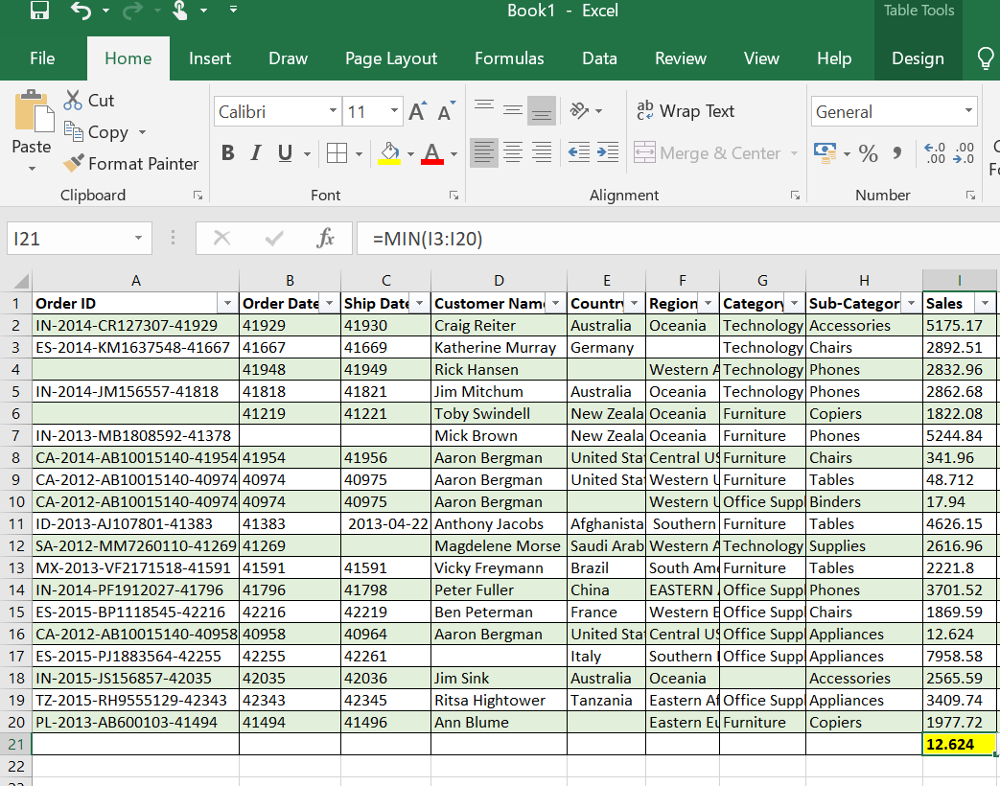 Book1 - Excel
Table Tools
File Home Insert Draw Page Layout Formulas Data Review View Help Design
Paste
Cut
Copy
Format Painter
Clipboard
Calibri 11 A A
B I U A
Font
ab Wrap Text
Merge & Center
Alignment
General
% , .00 .00
Number
I21 fx =MIN(I3:I20)
A B C D E F G H I
1 Order ID Order Date Ship Date Customer Nam Country Region Category Sub-Categor Sales
2 IN-2014-CR127307-41929 41929 41930 Craig Reiter Australia Oceania Technology Accessories 5175.17
3 ES-2014-KM1637548-41667 41667 41669 Katherine Murray Germany Technology Chairs 2892.51
4 41948 41949 Rick Hansen Western A Technology Phones 2832.96
5 IN-2014-JM156557-41818 41818 41821 Jim Mitchum Australia Oceania Technology Phones 2862.68
6 41219 41221 Toby Swindell New Zeala Oceania Furniture Copiers 1822.08
7 IN-2013-MB1808592-41378 Mick Brown New Zeala Oceania Furniture Phones 5244.84
8 CA-2014-AB10015140-41954 41954 41956 Aaron Bergman United Stat Central US Furniture Chairs 341.96
9 CA-2012-AB10015140-40974 40974 40975 Aaron Bergman United Stat Western U Furniture Tables 48.712
10 CA-2012-AB10015140-40974 40974 40975 Aaron Bergman Western U Office Suppl Binders 17.94
11 ID-2013-AJ107801-41383 41383 2013-04-22 Anthony Jacobs Afghanista Southern Furniture Tables 4626.15
12 SA-2012-MM7260110-41269 41269 Magdelene Morse Saudi Arab Western A Technology Supplies 2616.96
13 MX-2013-VF2171518-41591 41591 41591 Vicky Freymann Brazil South Ame Furniture Tables 2221.8
14 IN-2014-PF1912027-41796 41796 41798 Peter Fuller China EASTERN Office Suppl Phones 3701.52
15 ES-2015-BP1118545-42216 42216 42219 Ben Peterman France Western E Office Suppl Chairs 1869.59
16 CA-2012-AB10015140-40958 40958 40964 Aaron Bergman United Stat Central US Office Suppl Appliances 12.624
17 ES-2015-PJ1883564-42255 42255 42261 Italy Southern Office Suppl Appliances 7958.58
18 IN-2015-JS156857-42035 42035 42036 Jim Sink Australia Oceania Accessories 2565.59
19 TZ-2015-RH9555129-42343 42343 42345 Ritsa Hightower Tanzania Eastern Af Office Suppl Appliances 3409.74
20 PL-2013-AB600103-41494 41494 41496 Ann Blume Eastern Eu Furniture Copiers 1977.72
21 12.624
22